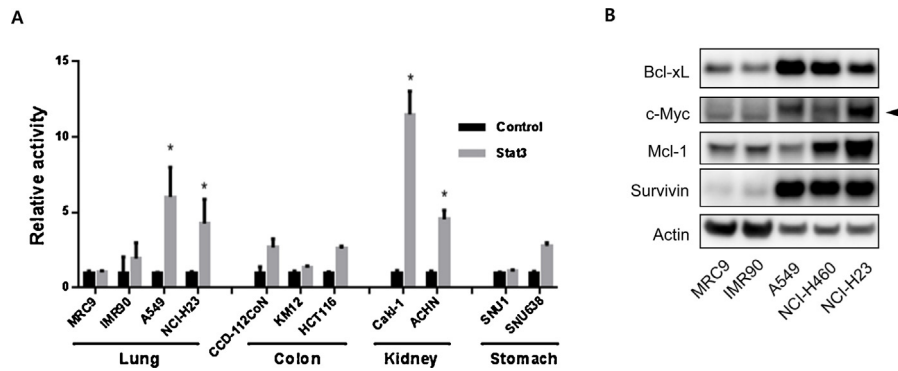 A
Relative activity
15
10
5
0
Control
Stat3
*
*
*
*
MRC9
IMR90
A549
NCI-H23
CCD-112CoN
KM12
HCT116
Caki-1
ACHN
SNU1
SNU638
Lung
Colon
Kidney
Stomach
B
Bcl-xL
c-Myc
Mcl-1
Survivin
Actin
MRC9
IMR90
A549
NCI-H460
NCI-H23